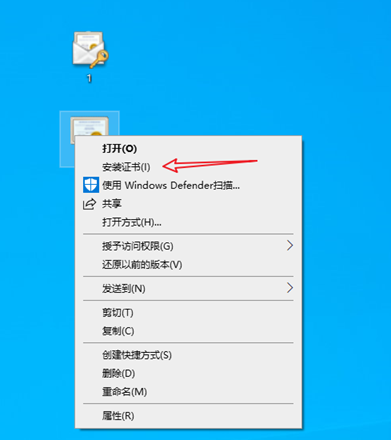 1
打开(O)
安装证书(I)
使用 Windows Defender扫描...
共享
打开方式(H)...
授予访问权限(G)
还原以前的版本(V)
发送到(N)
剪切(T)
复制(C)
创建快捷方式(S)
删除(D)
重命名(M)
属性(R)